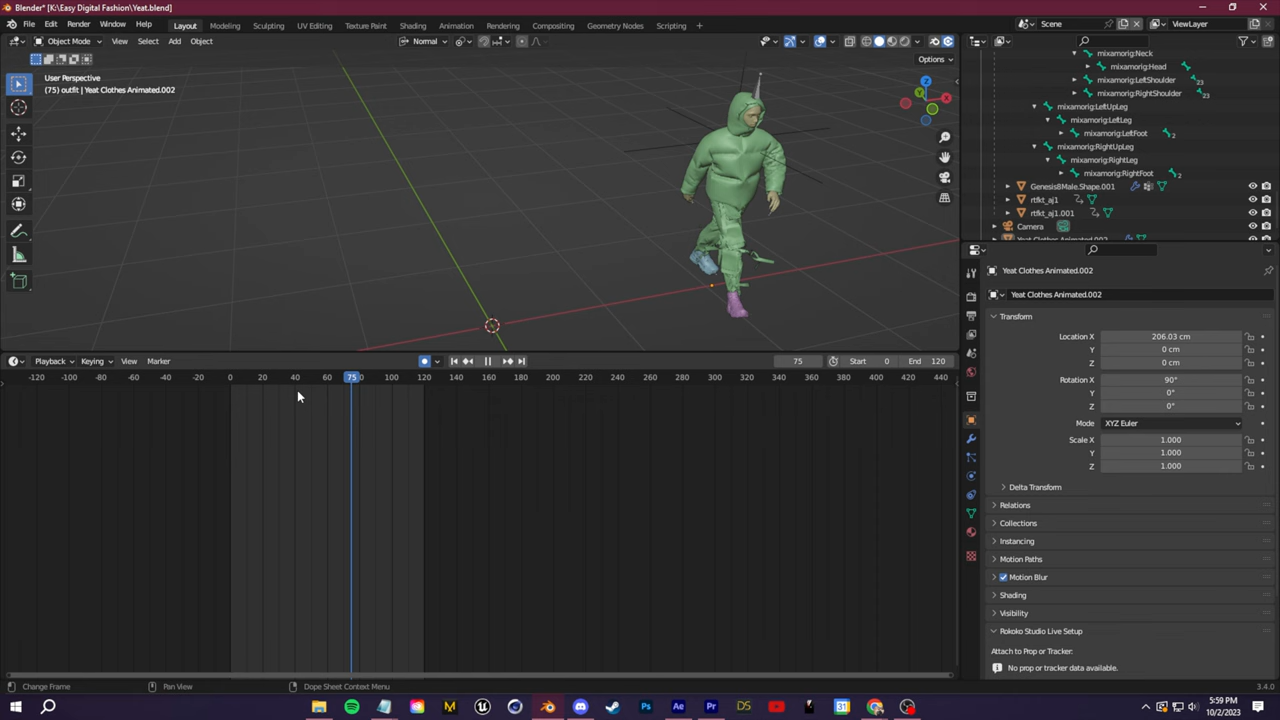 Blender* [K:\Easy Digital Fashion\Yeat.blend]
File Edit Render Window Help
Layout Modeling Sculpting UV Editing Texture Paint Shading Animation Rendering Compositing Geometry Nodes Scripting +
Scene
ViewLayer
Object Mode View Select Add Object
Normal
Options
User Perspective
(75) outfit | Yeat Clothes Animated.002
Z
Y
X
mixamorig:Neck
mixamorig:Head
mixamorig:LeftShoulder 23
mixamorig:RightShoulder 23
mixamorig:LeftUpLeg
mixamorig:LeftLeg
mixamorig:LeftFoot 2
mixamorig:RightUpLeg
mixamorig:RightLeg
mixamorig:RightFoot 2
Genesis8Male.Shape.001
rtfkt_aj1
rtfkt_aj1.001
Camera
Yeat Clothes Animated.002
Yeat Clothes Animated.002
Yeat Clothes Animated.002
Transform
Location X 206.03 cm
Y 0 cm
Z 0 cm
Rotation X 90°
Y 0°
Z 0°
Mode XYZ Euler
Scale X 1.000
Y 1.000
Z 1.000
Delta Transform
Relations
Collections
Instancing
Motion Paths
Motion Blur
Shading
Visibility
Rokoko Studio Live Setup
Attach to Prop or Tracker:
No prop or tracker data available.
Playback Keying View Marker
75 Start 0 End 120
-120 -100 -80 -60 -40 -20 0 20 40 60 75 80 100 120 140 160 180 200 220 240 260 280 300 320 340 360 380 400 420 440
Change Frame Pan View Dope Sheet Context Menu
3.4.0
5:59 PM
10/2/2023